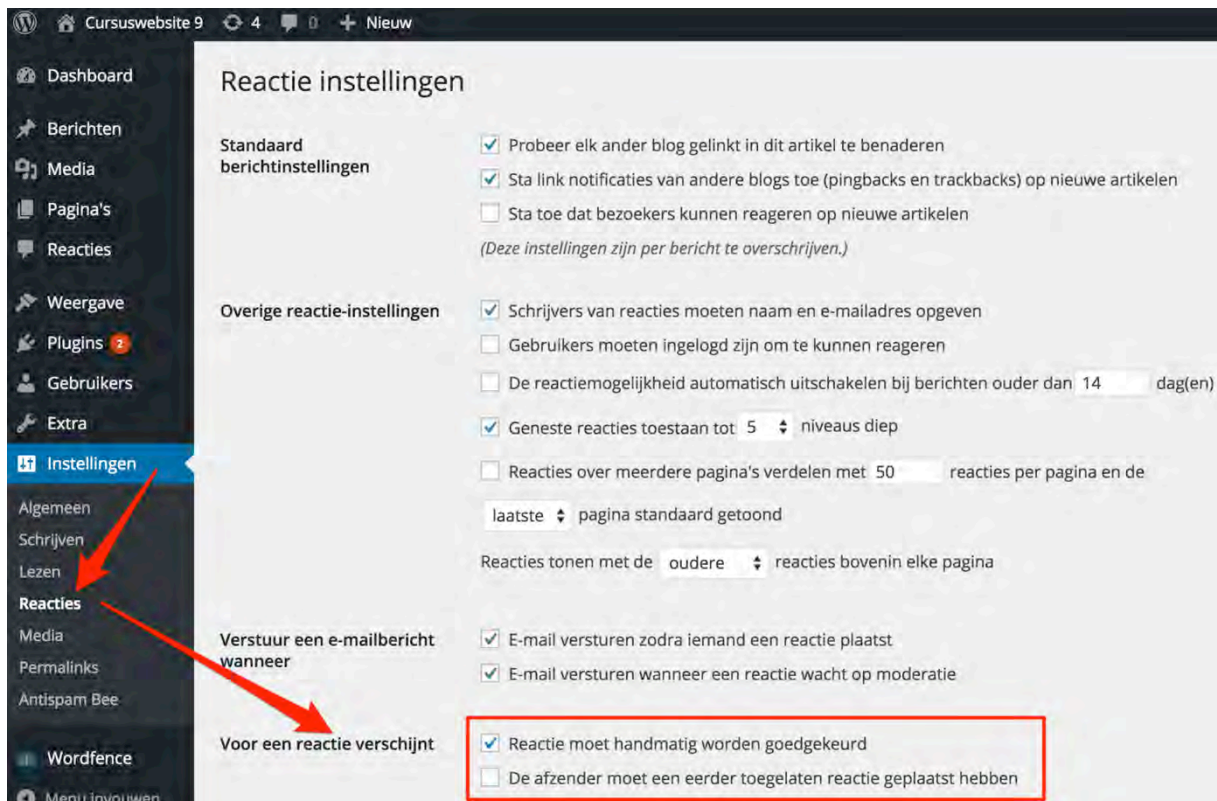 Cursuswebsite 9 4 0 + Nieuw
Dashboard
Berichten
Media
Pagina's
Reacties
Weergave
Plugins 2
Gebruikers
Extra
Instellingen
Algemeen
Schrijven
Lezen
Reacties
Media
Permalinks
Antispam Bee
Wordfence
Menu invouwen
Reactie instellingen
Standaard
berichtinstellingen
Probeer elk ander blog gelinkt in dit artikel te benaderen
Sta link notificaties van andere blogs toe (pingbacks en trackbacks) op nieuwe artikelen
Sta toe dat bezoekers kunnen reageren op nieuwe artikelen
(Deze instellingen zijn per bericht te overschrijven.)
Overige reactie-instellingen
Schrijvers van reacties moeten naam en e-mailadres opgeven
Gebruikers moeten ingelogd zijn om te kunnen reageren
De reactiemogelijkheid automatisch uitschakelen bij berichten ouder dan 14 dag(en)
Geneste reacties toestaan tot 5 niveaus diep
Reacties over meerdere pagina's verdelen met 50 reacties per pagina en de
laatste pagina standaard getoond
Reacties tonen met de oudere reacties bovenin elke pagina
Verstuur een e-mailbericht
wanneer
E-mail versturen zodra iemand een reactie plaatst
E-mail versturen wanneer een reactie wacht op moderatie
Voor een reactie verschijnt
Reactie moet handmatig worden goedgekeurd
De afzender moet een eerder toegelaten reactie geplaatst hebben